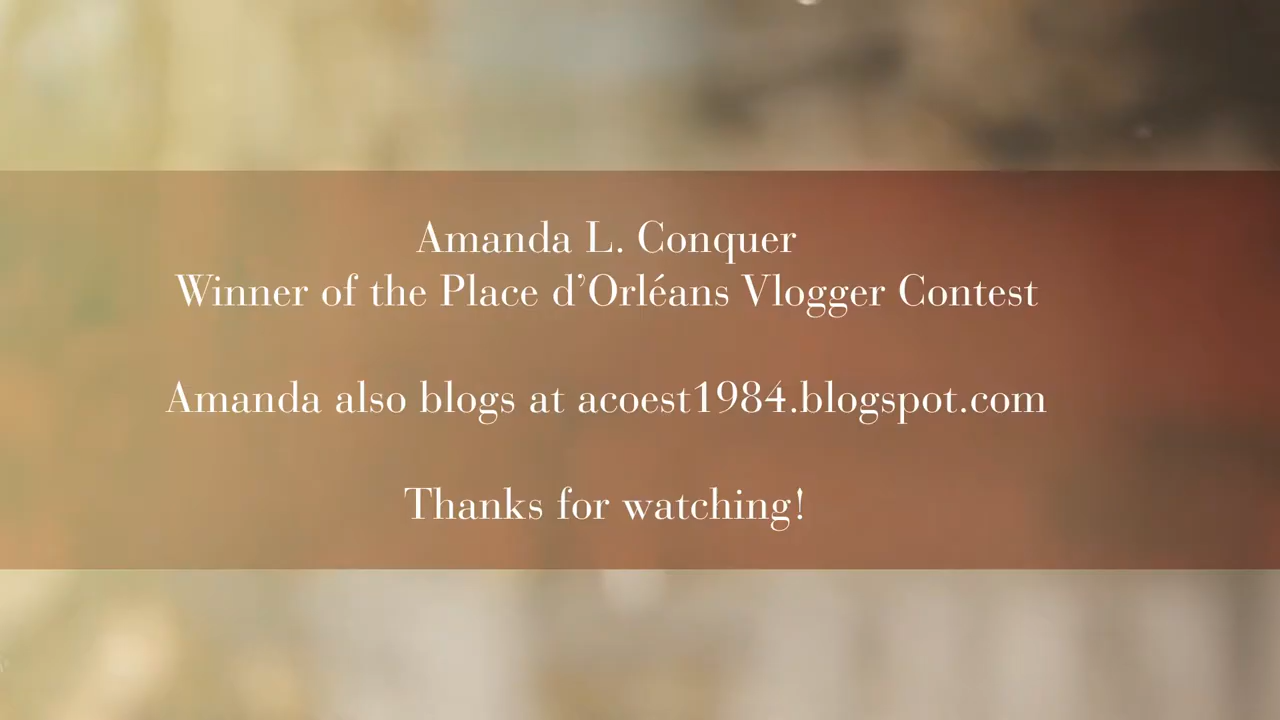 Amanda L. Conquer
Winner of the Place d’Orléans Vlogger Contest
Amanda also blogs at acoest1984.blogspot.com
Thanks for watching!